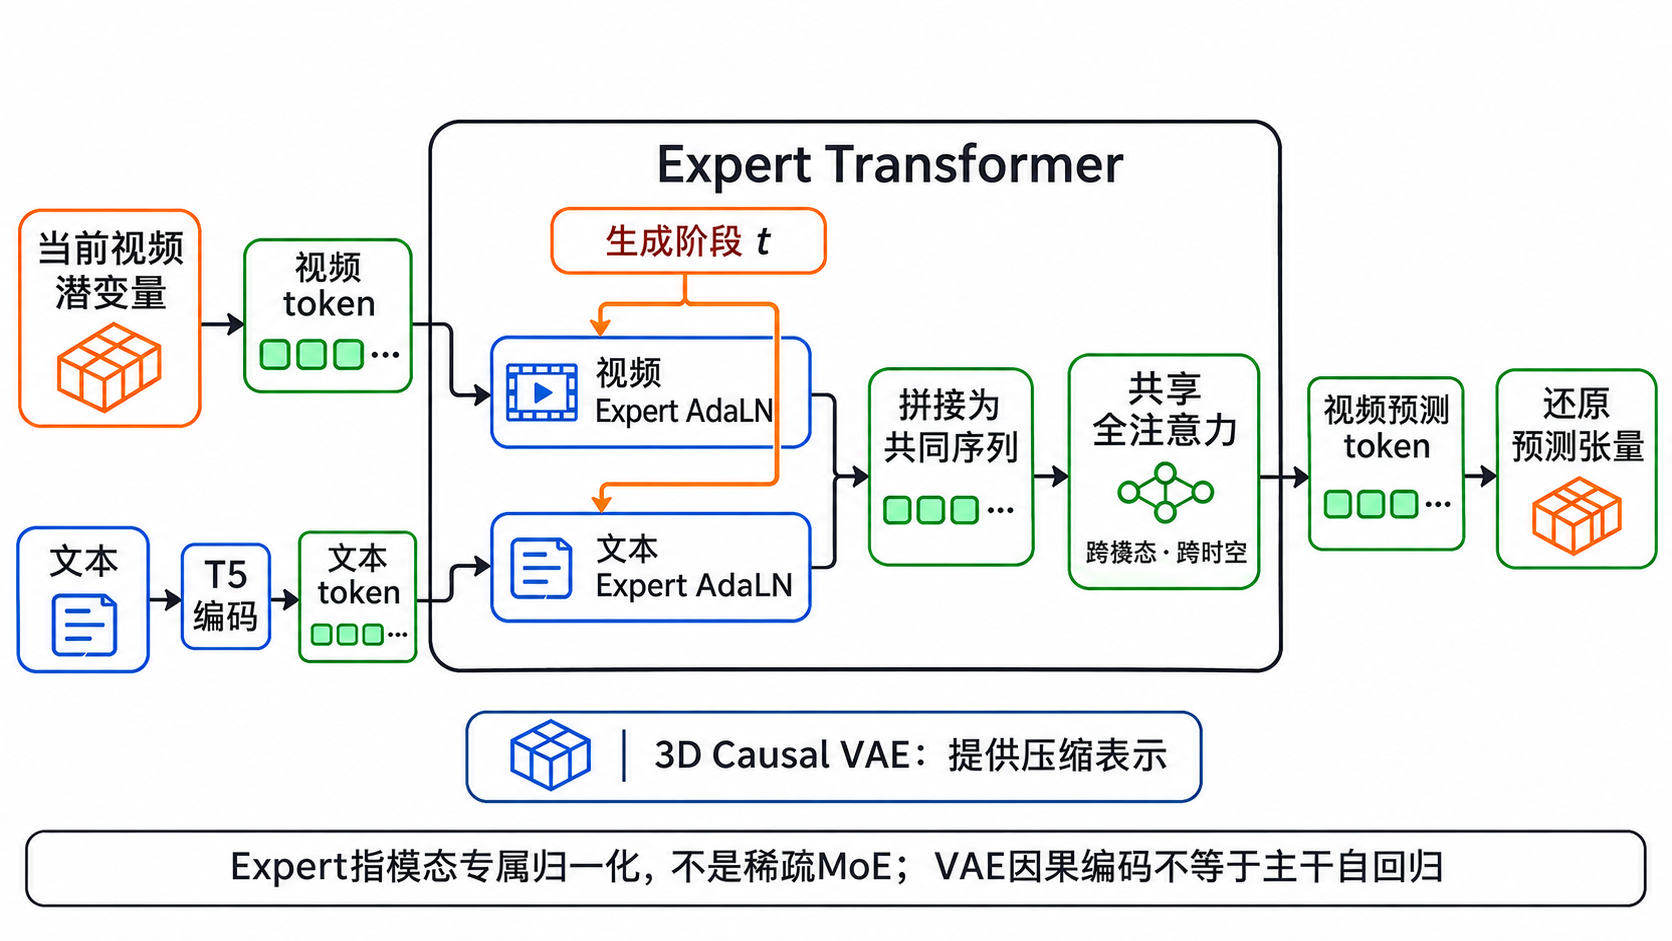 Expert Transformer
生成阶段 t
当前视频
潜变量
视频
token
视频
Expert AdaLN
文本
T5
编码
文本
token
文本
Expert AdaLN
拼接为
共同序列
共享
全注意力
跨模态·跨时空
视频预测
token
还原
预测张量
3D Causal VAE：提供压缩表示
Expert指模态专属归一化，不是稀疏MoE；VAE因果编码不等于主干自回归